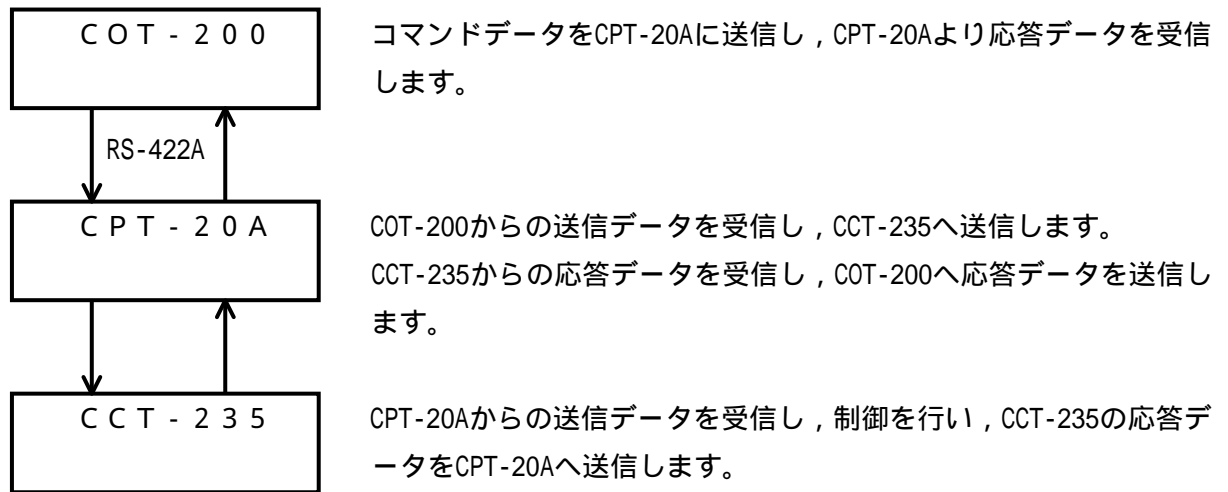 COT-200
コマンドデータをCPT-20Aに送信し，CPT-20Aより応答データを受信
します。
RS-422A
CPT-20A
COT-200からの送信データを受信し，CCT-235へ送信します。
CCT-235からの応答データを受信し，COT-200へ応答データを送信し
ます。
CCT-235
CPT-20Aからの送信データを受信し，制御を行い，CCT-235の応答デ
ータをCPT-20Aへ送信します。